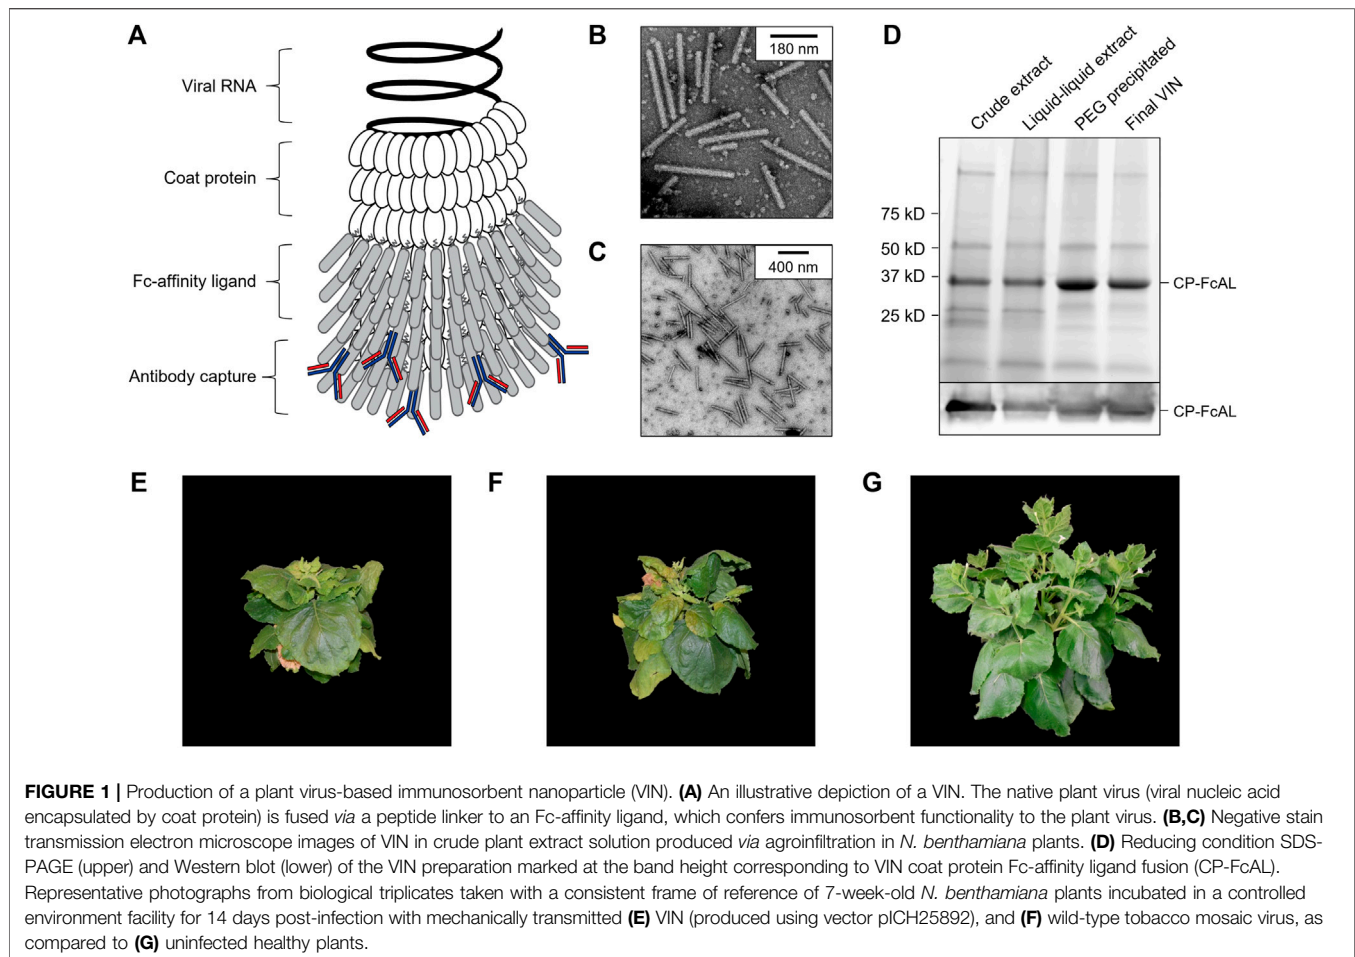 A
Viral RNA
Coat protein
Fc-affinity ligand
Antibody capture
B
180 nm
C
400 nm
D
Crude extract
Liquid-liquid extract
PEG precipitated
Final VIN
75 kD
50 kD
37 kD
25 kD
CP-FcAL
CP-FcAL
E
F
G
FIGURE 1 | Production of a plant virus-based immunosorbent nanoparticle (VIN). (A) An illustrative depiction of a VIN. The native plant virus (viral nucleic acid
encapsulated by coat protein) is fused via a peptide linker to an Fc-affinity ligand, which confers immunosorbent functionality to the plant virus. (B,C) Negative stain
transmission electron microscope images of VIN in crude plant extract solution produced via agroinfiltration in N. benthamiana plants. (D) Reducing condition SDS-
PAGE (upper) and Western blot (lower) of the VIN preparation marked at the band height corresponding to VIN coat protein Fc-affinity ligand fusion (CP-FcAL).
Representative photographs from biological triplicates taken with a consistent frame of reference of 7-week-old N. benthamiana plants incubated in a controlled
environment facility for 14 days post-infection with mechanically transmitted (E) VIN (produced using vector pICH25892), and (F) wild-type tobacco mosaic virus, as
compared to (G) uninfected healthy plants.